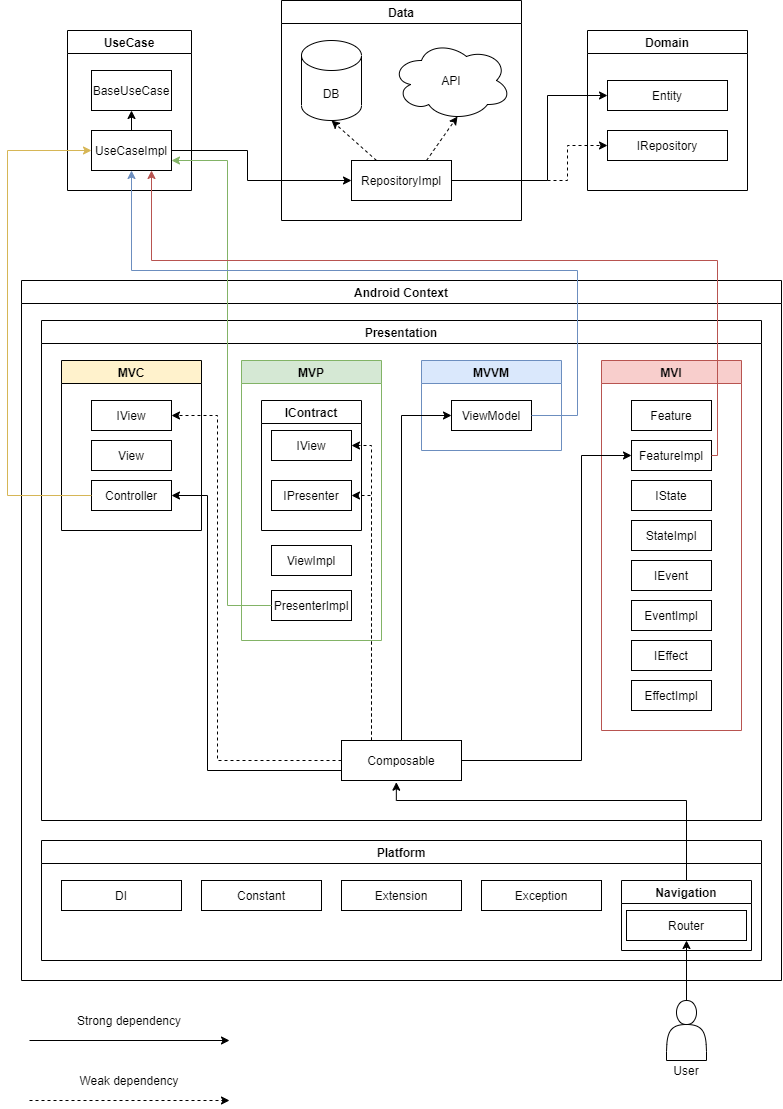 Data
UseCase
Domain
BaseUseCase
DB
API
Entity
UseCaseImpl
IRepository
RepositoryImpl
Android Context
Presentation
MVC
MVP
MVVM
MVI
IView
IContract
ViewModel
Feature
IView
View
FeatureImpl
Controller
IPresenter
IState
StateImpl
ViewImpl
IEvent
PresenterImpl
EventImpl
IEffect
EffectImpl
Composable
Platform
DI
Constant
Extension
Exception
Navigation
Router
Strong dependency
User
Weak dependency